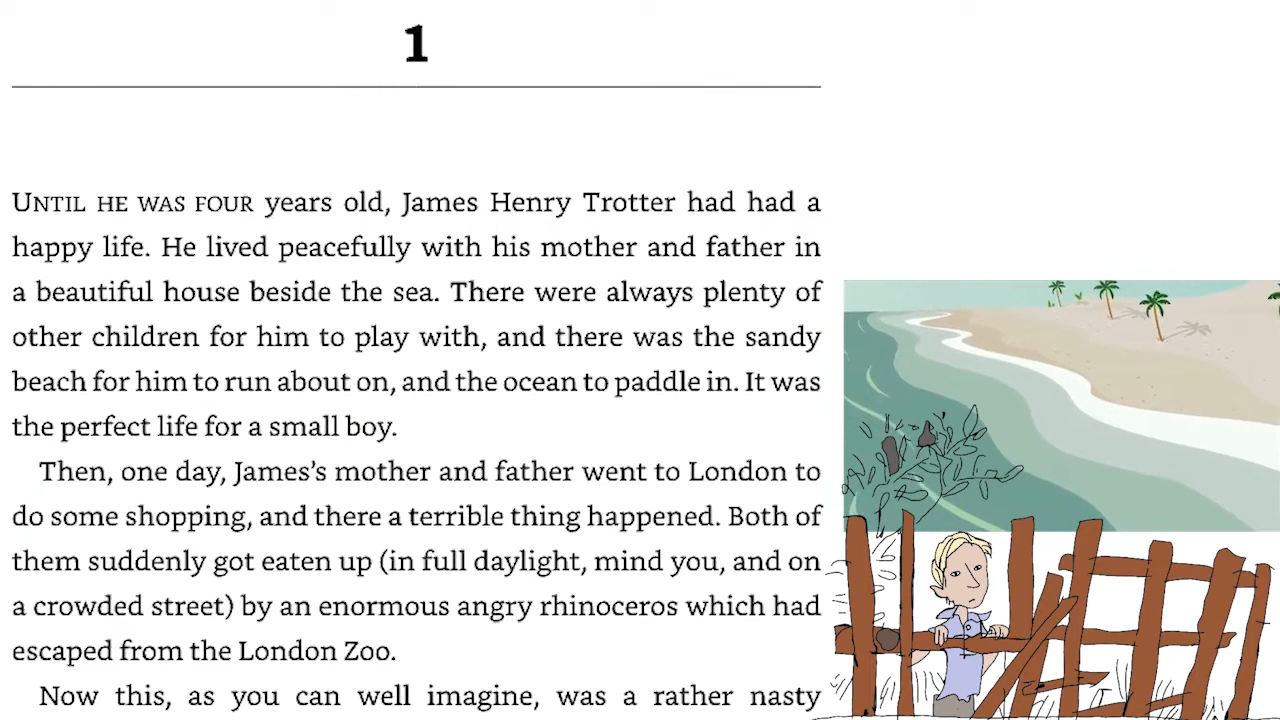 1
UNTIL HE WAS FOUR years old, James Henry Trotter had had a
happy life. He lived peacefully with his mother and father in
a beautiful house beside the sea. There were always plenty of
other children for him to play with, and there was the sandy
beach for him to run about on, and the ocean to paddle in. It was
the perfect life for a small boy.
Then, one day, James’s mother and father went to London to
do some shopping, and there a terrible thing happened. Both of
them suddenly got eaten up (in full daylight, mind you, and on
a crowded street) by an enormous angry rhinoceros which had
escaped from the London Zoo.
Now this, as you can well imagine, was a rather nasty